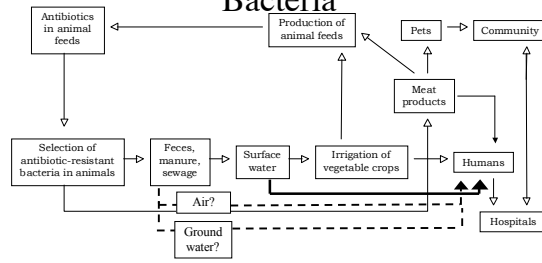 Bacteria
Antibiotics
in animal
feeds
Production of
animal feeds
Pets
Community
Meat
products
Selection of
antibiotic-resistant
bacteria in animals
Feces,
manure,
sewage
Surface
water
Irrigation of
vegetable crops
Humans
Air?
Ground
water?
Hospitals